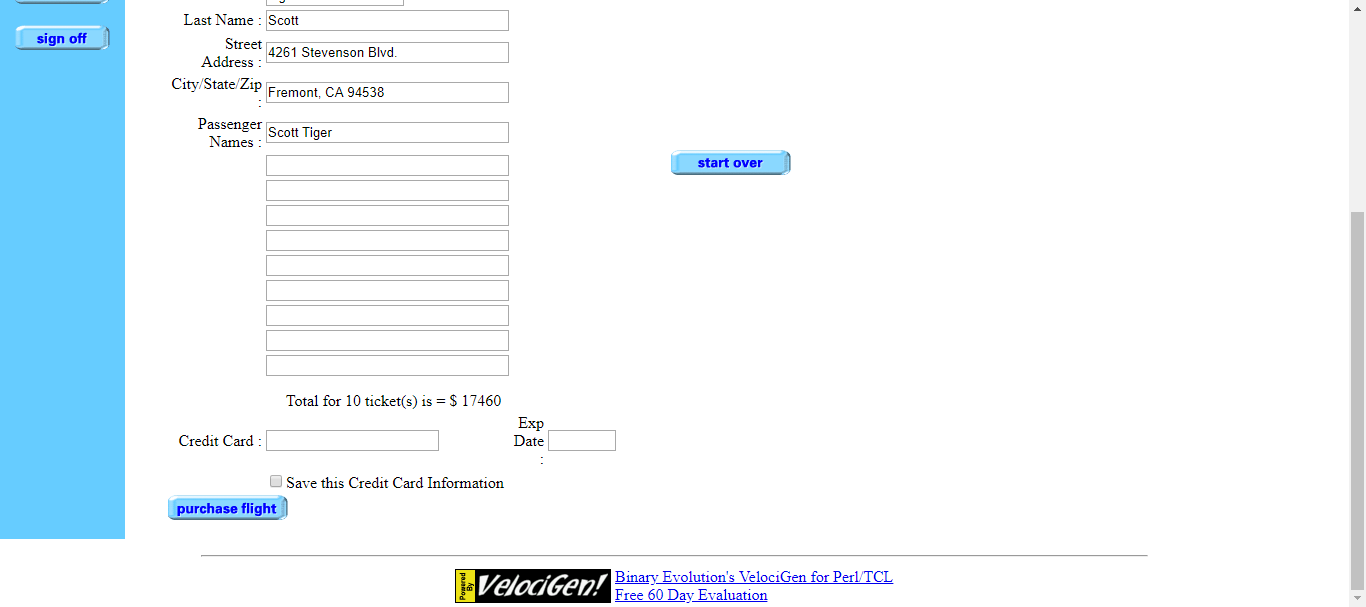 Last Name : Scott
sign off
Street
Address : 4261 Stevenson Blvd.
City/State/Zip
: Fremont, CA 94538
Passenger
Names : Scott Tiger
start over
Total for 10 ticket(s) is = $ 17460
Credit Card :
Exp
Date
:
Save this Credit Card Information
purchase flight
Powered
By
VelociGen!
Binary Evolution's VelociGen for Perl/TCL
Free 60 Day Evaluation